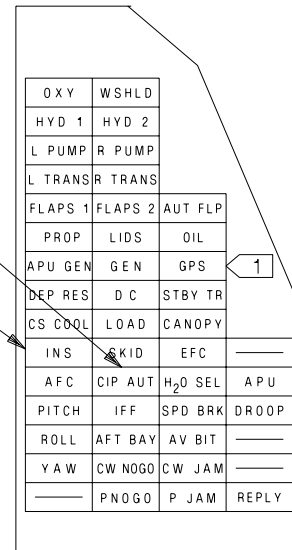 OXY WSHLD
HYD 1 HYD 2
L PUMP R PUMP
L TRANS R TRANS
FLAPS 1 FLAPS 2 AUT FLP
PROP LIDS OIL
APU GEN GEN GPS 1
DEP RES DC STBY TR
CS COOL LOAD CANOPY
INS SKID EFC
AFC CIP AUT H₂O SEL APU
PITCH IFF SPD BRK DROOP
ROLL AFT BAY AV BIT
YAW CW NOGO CW JAM
PNOGO P JAM REPLY